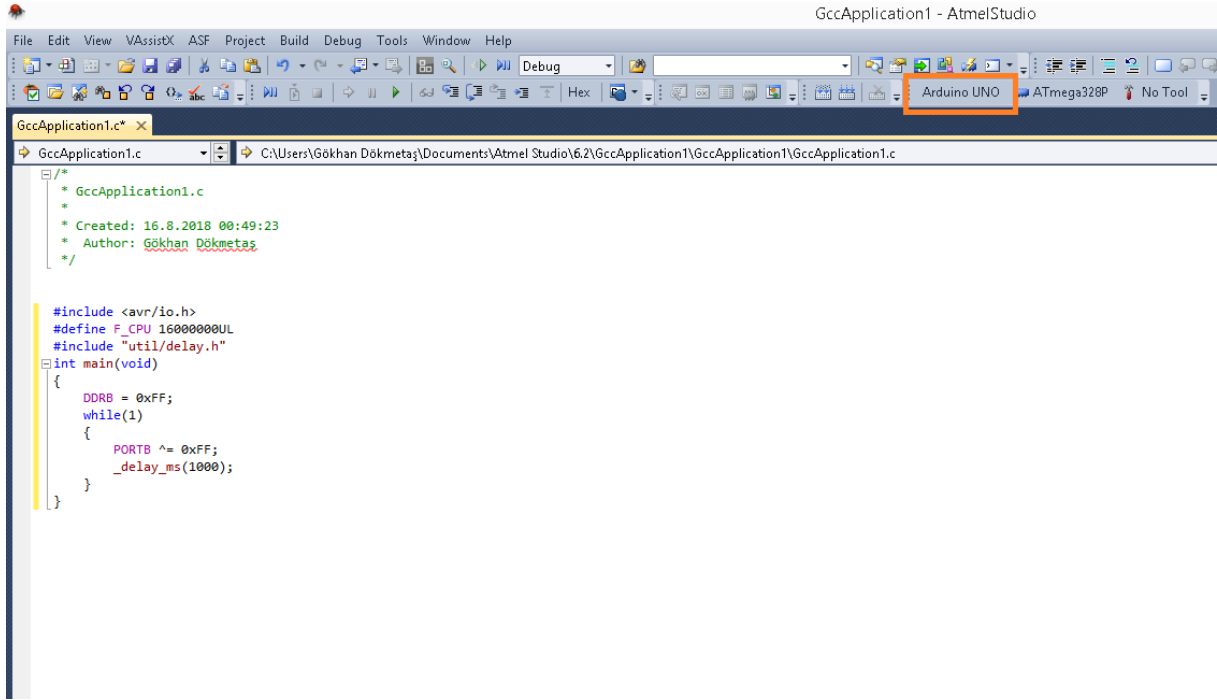 GccApplication1 - AtmelStudio
File Edit View VAssistX ASF Project Build Debug Tools Window Help
Debug
Hex Arduino UNO ATmega328P No Tool
GccApplication1.c* ×
GccApplication1.c C:\Users\Gökhan Dökmetaş\Documents\Atmel Studio\6.2\GccApplication1\GccApplication1\GccApplication1.c
/*
* GccApplication1.c
*
* Created: 16.8.2018 00:49:23
* Author: Gökhan Dökmetaş
*/
#include <avr/io.h>
#define F_CPU 16000000UL
#include "util/delay.h"
int main(void)
{
DDRB = 0xFF;
while(1)
{
PORTB ^= 0xFF;
_delay_ms(1000);
}
}